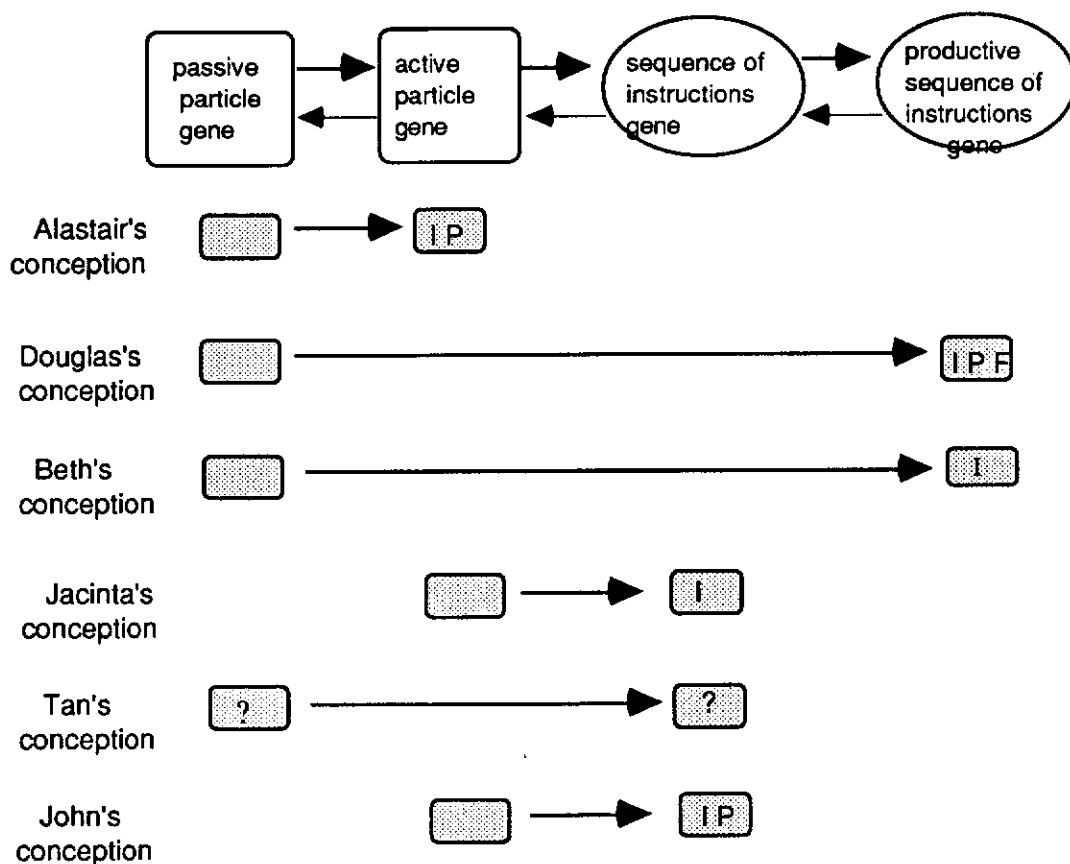 passive
particle
gene
active
particle
gene
sequence of
instructions
gene
productive
sequence of
instructions
gene
Alastair's
conception
I P
Douglas's
conception
I P F
Beth's
conception
I
Jacinta's
conception
I
Tan's
conception
?
?
John's
conception
I P